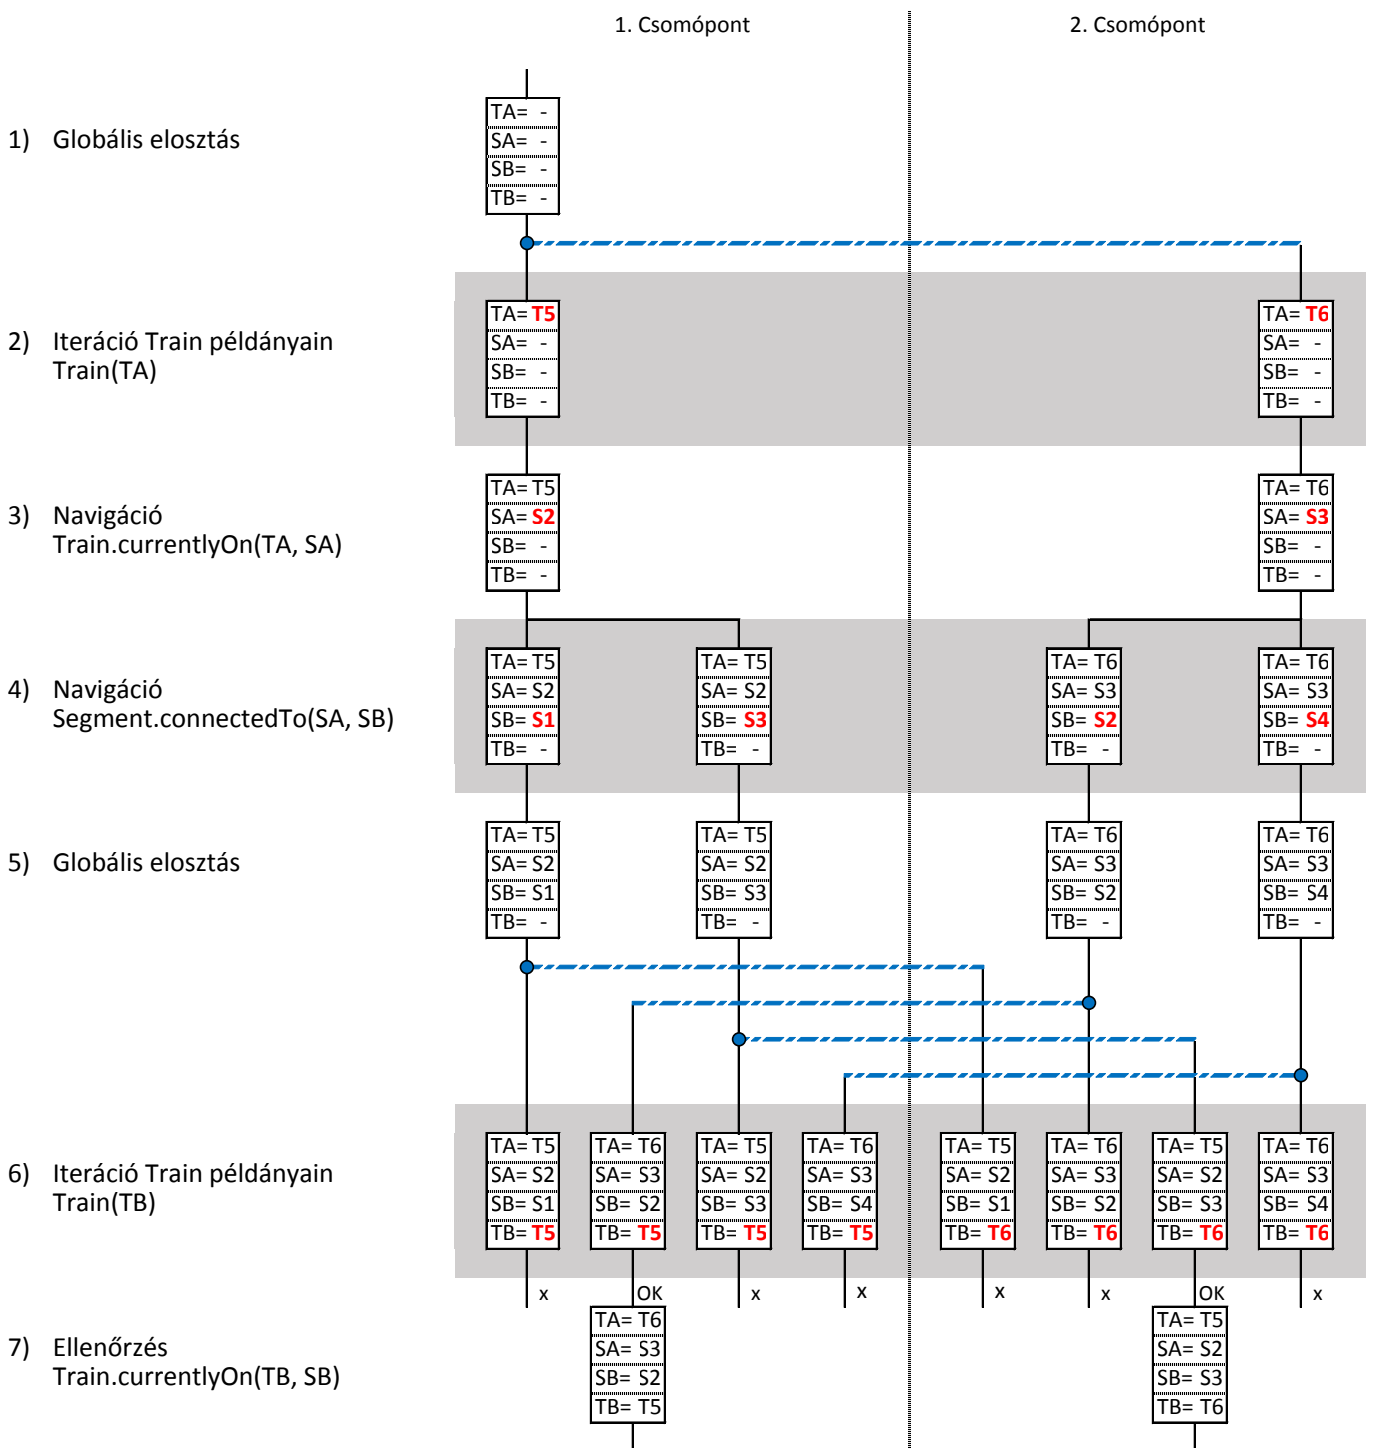 1. Csomópont 2. Csomópont
1) Globális elosztás
TA= -
SA= -
SB= -
TB= -
2) Iteráció Train példányain
Train(TA)
TA= T5 TA= T6
SA= - SA= -
SB= - SB= -
TB= - TB= -
3) Navigáció
Train.currentlyOn(TA, SA)
TA= T5 TA= T6
SA= S2 SA= S3
SB= - SB= -
TB= - TB= -
4) Navigáció
Segment.connectedTo(SA, SB)
TA= T5 TA= T5 TA= T6 TA= T6
SA= S2 SA= S2 SA= S3 SA= S3
SB= S1 SB= S3 SB= S2 SB= S4
TB= - TB= - TB= - TB= -
5) Globális elosztás
TA= T5 TA= T5 TA= T6 TA= T6
SA= S2 SA= S2 SA= S3 SA= S3
SB= S1 SB= S3 SB= S2 SB= S4
TB= - TB= - TB= - TB= -
6) Iteráció Train példányain
Train(TB)
TA= T5 TA= T6 TA= T5 TA= T6 TA= T5 TA= T6 TA= T5 TA= T6
SA= S2 SA= S3 SA= S2 SA= S3 SA= S2 SA= S3 SA= S2 SA= S3
SB= S1 SB= S2 SB= S3 SB= S4 SB= S1 SB= S2 SB= S3 SB= S4
TB= T5 TB= T5 TB= T5 TB= T5 TB= T6 TB= T6 TB= T6 TB= T6
x OK x x x x OK x
7) Ellenőrzés
Train.currentlyOn(TB, SB)
TA= T6 TA= T5
SA= S3 SA= S2
SB= S2 SB= S3
TB= T5 TB= T6